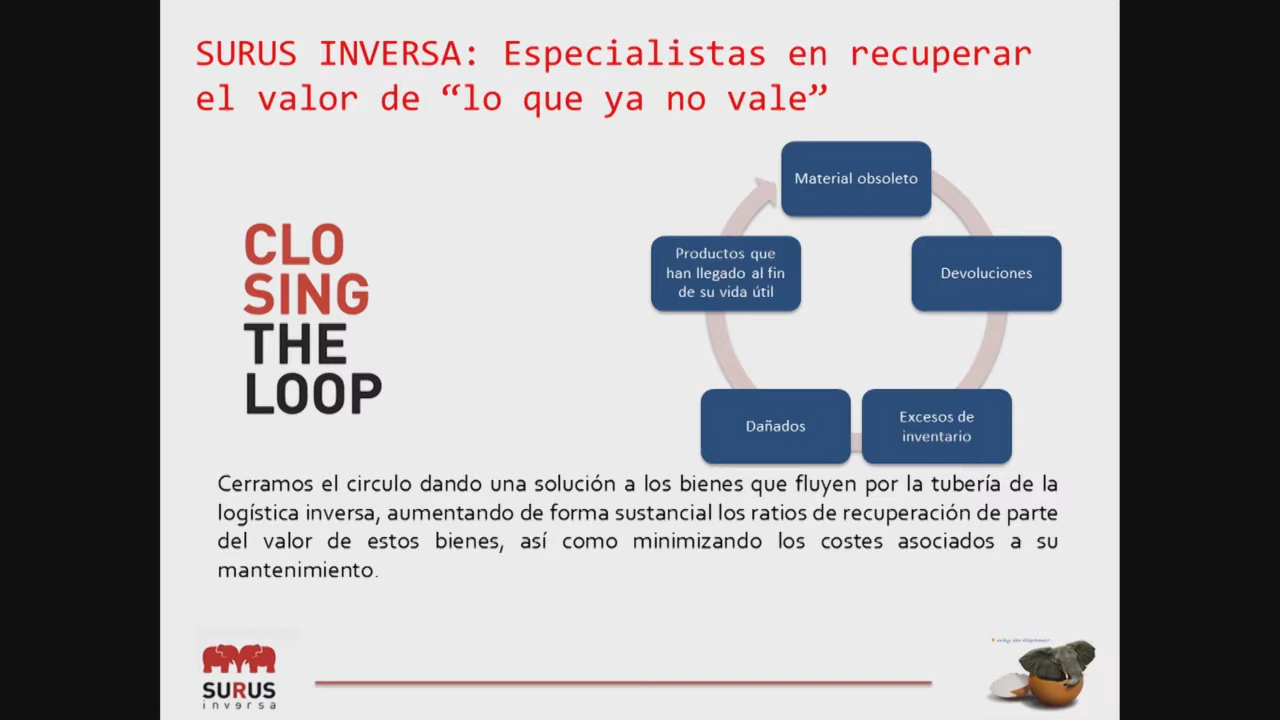 SURUS INVERSA: Especialistas en recuperar
el valor de “lo que ya no vale”
CLO
SING
THE
LOOP
Material obsoleto
Devoluciones
Excesos de
inventario
Dañados
Productos que
han llegado al fin
de su vida útil
Cerramos el circulo dando una solución a los bienes que fluyen por la tubería de la
logística inversa, aumentando de forma sustancial los ratios de recuperación de parte
del valor de estos bienes, así como minimizando los costes asociados a su
mantenimiento.
SURUS
inversa